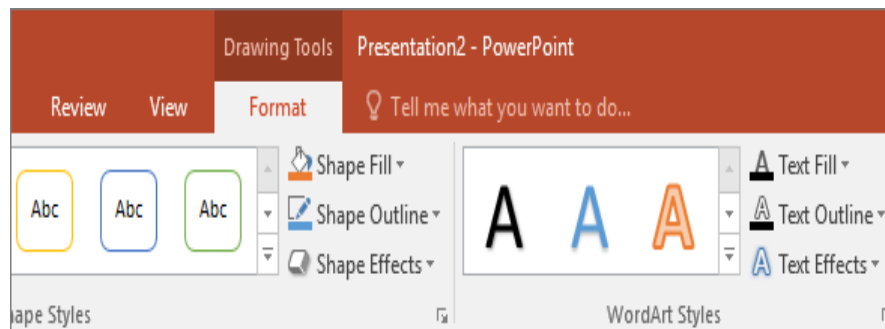 Drawing Tools Presentation2 - PowerPoint
Review View Format Tell me what you want to do...
Abc Abc Abc
Shape Fill
Shape Outline
Shape Effects
A A A
Text Fill
Text Outline
Text Effects
hape Styles WordArt Styles